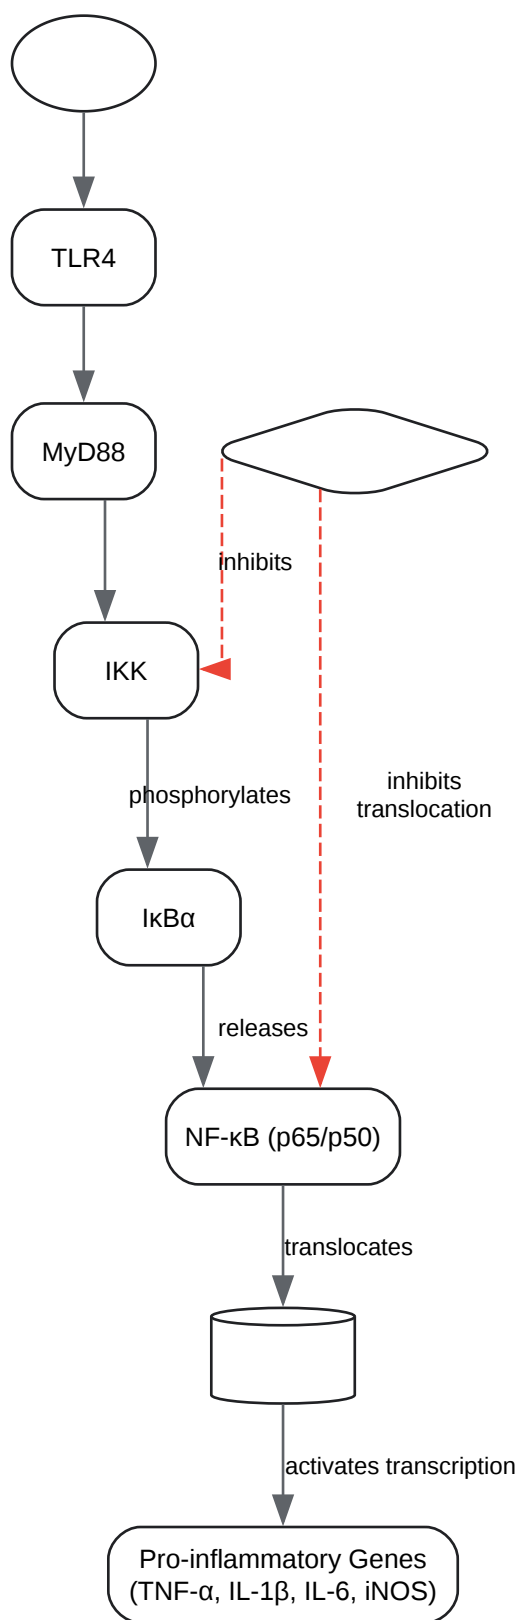 TLR4
MyD88
inhibits
IKK
phosphorylates
inhibits
translocation
IκBα
releases
NF-κB (p65/p50)
translocates
activates transcription
Pro-inflammatory Genes
(TNF-α, IL-1β, IL-6, iNOS)